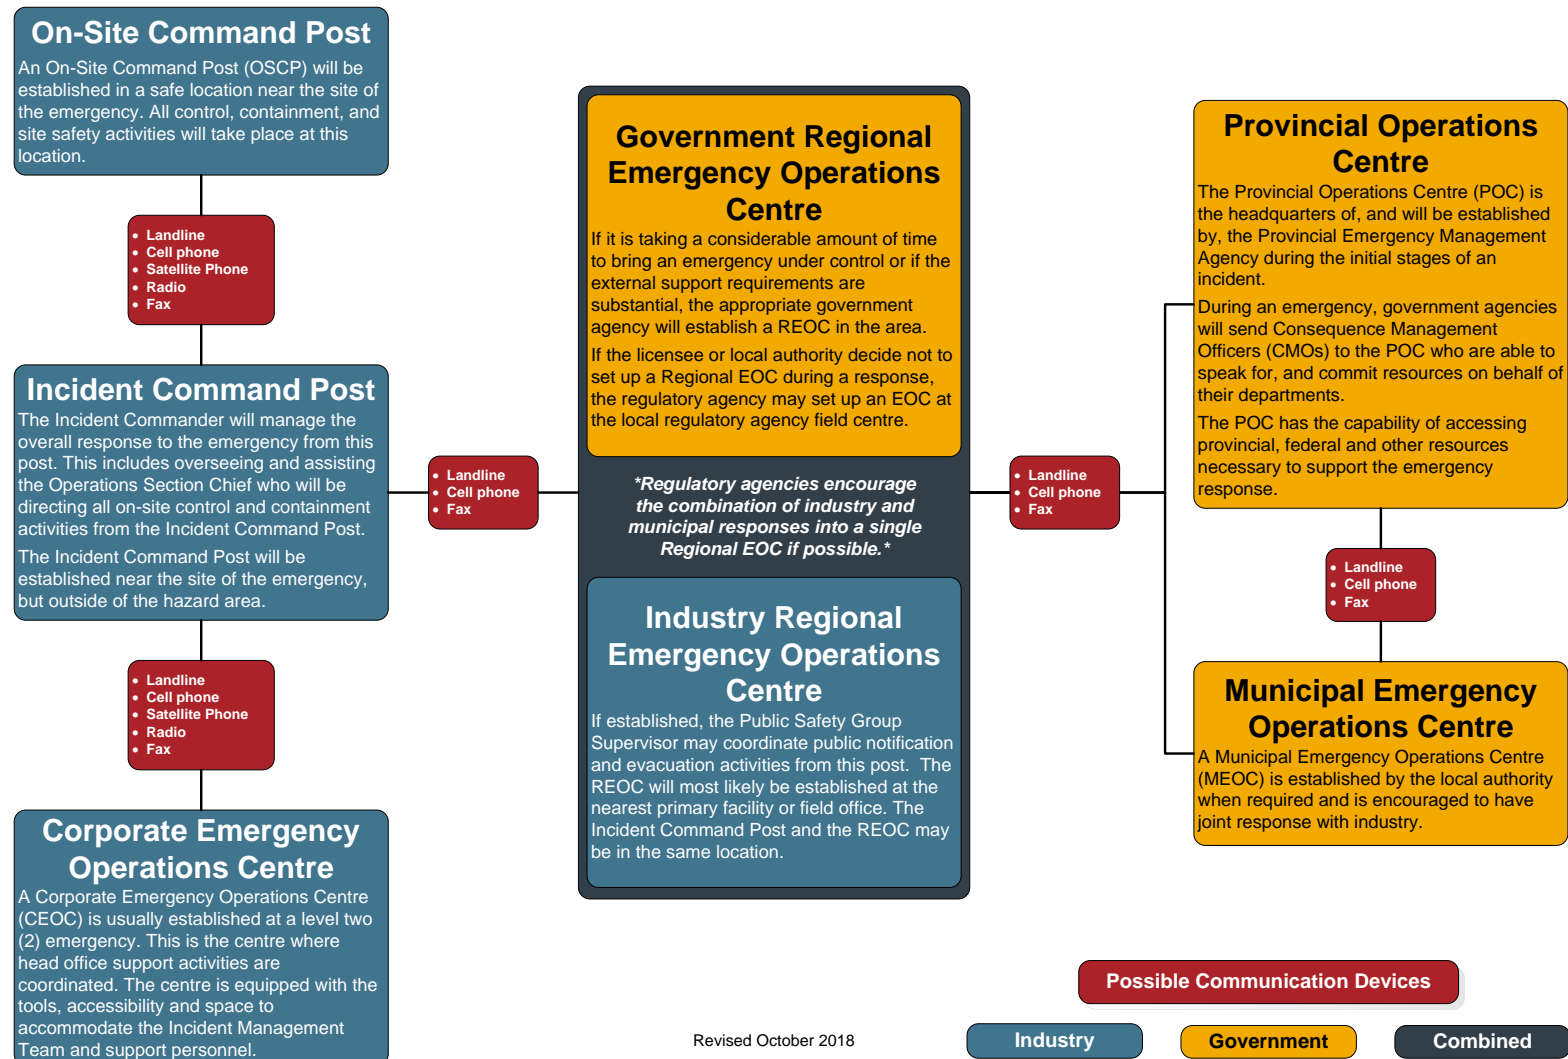 On-Site Command Post
An On-Site Command Post (OSCP) will be
established in a safe location near the site of
the emergency. All control, containment, and
site safety activities will take place at this
location.
• Landline
• Cell phone
• Satellite Phone
• Radio
• Fax
Incident Command Post
The Incident Commander will manage the
overall response to the emergency from this
post. This includes overseeing and assisting
the Operations Section Chief who will be
directing all on-site control and containment
activities from the Incident Command Post.
The Incident Command Post will be
established near the site of the emergency,
but outside of the hazard area.
• Landline
• Cell phone
• Satellite Phone
• Radio
• Fax
Corporate Emergency
Operations Centre
A Corporate Emergency Operations Centre
(CEOC) is usually established at a level two
(2) emergency. This is the centre where
head office support activities are
coordinated. The centre is equipped with the
tools, accessibility and space to
accommodate the Incident Management
Team and support personnel.
• Landline
• Cell phone
• Fax
Government Regional
Emergency Operations
Centre
If it is taking a considerable amount of time
to bring an emergency under control or if the
external support requirements are
substantial, the appropriate government
agency will establish a REOC in the area.
If the licensee or local authority decide not to
set up a Regional EOC during a response,
the regulatory agency may set up an EOC at
the local regulatory agency field centre.
*Regulatory agencies encourage
the combination of industry and
municipal responses into a single
Regional EOC if possible.*
Industry Regional
Emergency Operations
Centre
If established, the Public Safety Group
Supervisor may coordinate public notification
and evacuation activities from this post.  The
REOC will most likely be established at the
nearest primary facility or field office. The
Incident Command Post and the REOC may
be in the same location.
• Landline
• Cell phone
• Fax
Provincial Operations
Centre
The Provincial Operations Centre (POC) is
the headquarters of, and will be established
by, the Provincial Emergency Management
Agency during the initial stages of an
incident.
During an emergency, government agencies
will send Consequence Management
Officers (CMOs) to the POC who are able to
speak for, and commit resources on behalf of
their departments.
The POC has the capability of accessing
provincial, federal and other resources
necessary to support the emergency
response.
• Landline
• Cell phone
• Fax
Municipal Emergency
Operations Centre
A Municipal Emergency Operations Centre
(MEOC) is established by the local authority
when required and is encouraged to have
joint response with industry.
Possible Communication Devices
Revised October 2018
Industry
Government
Combined